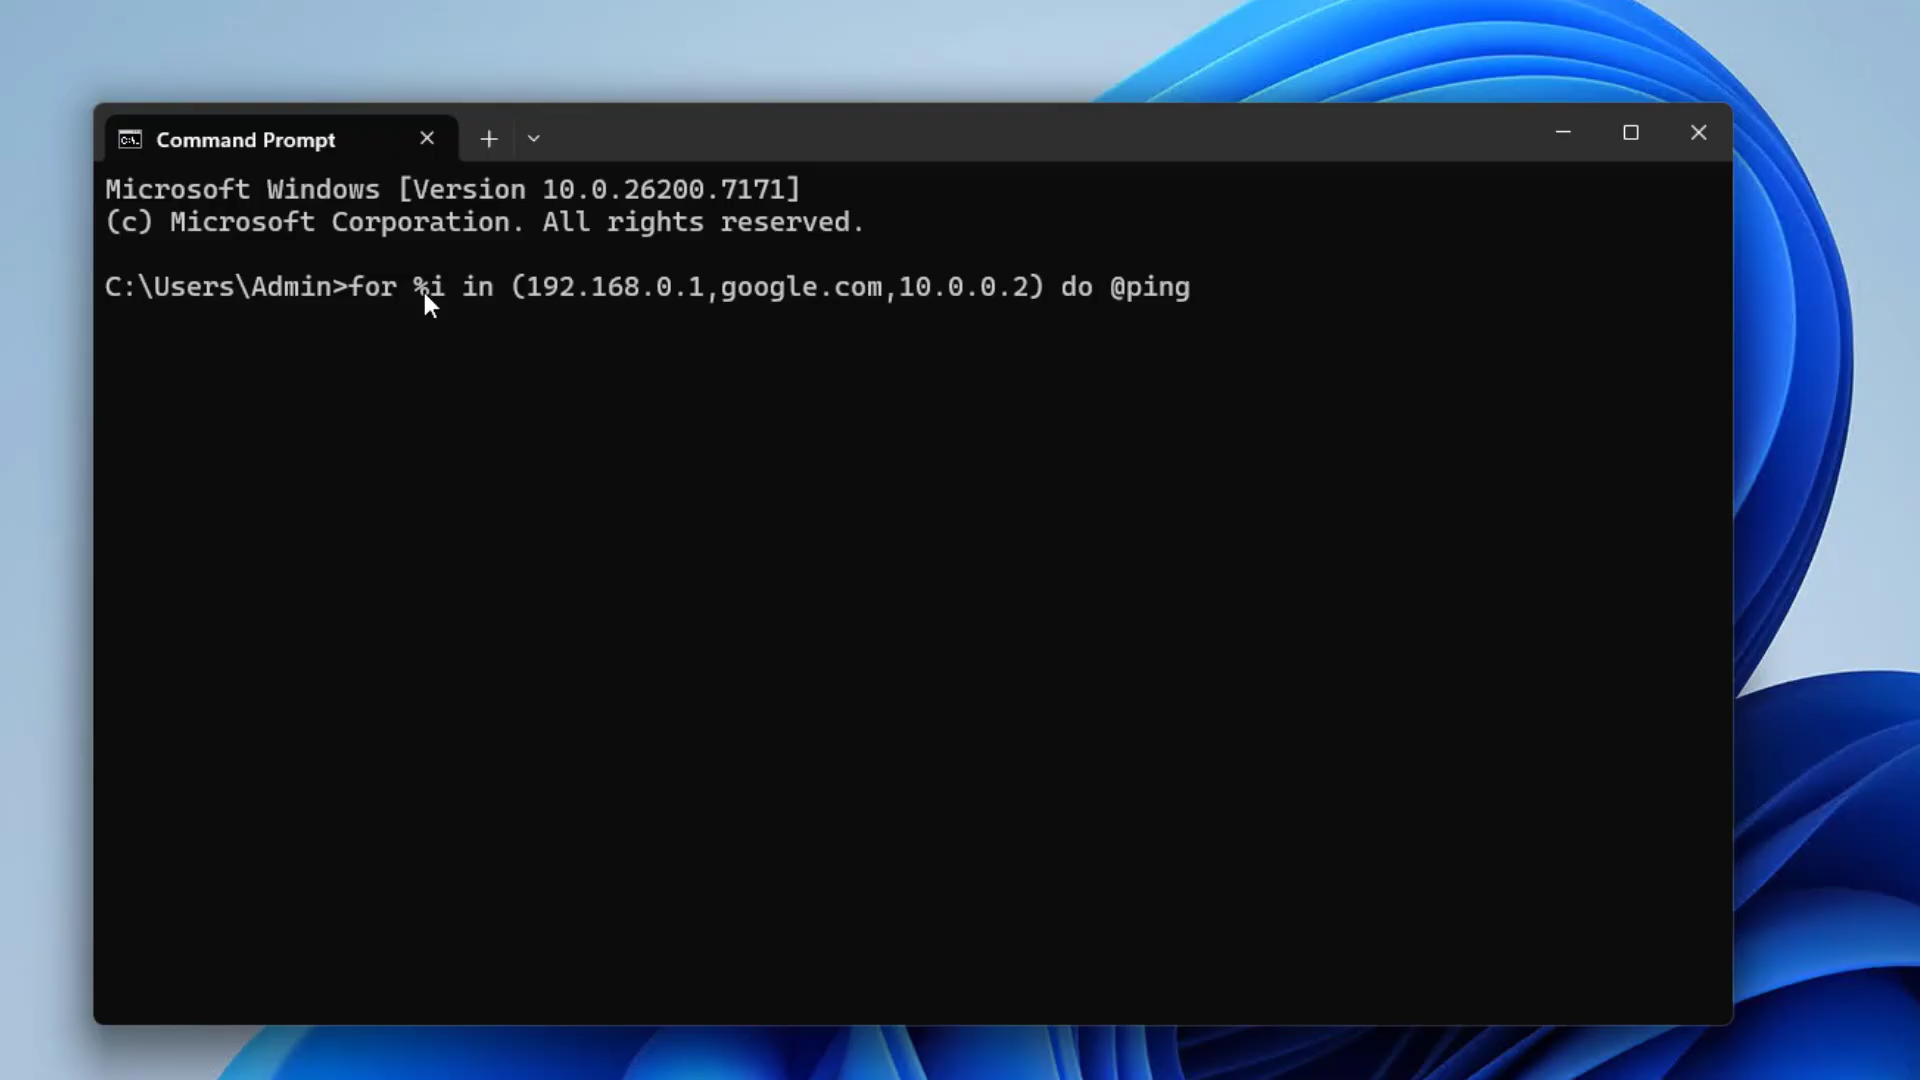 Command Prompt
Microsoft Windows [Version 10.0.26200.7171]
(c) Microsoft Corporation. All rights reserved.
C:\Users\Admin>for %i in (192.168.0.1,google.com,10.0.0.2) do @ping